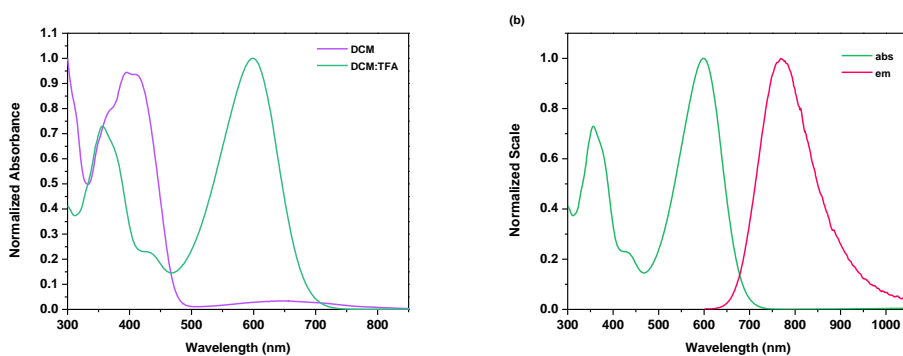 1.1
1.0
0.9
0.8
0.7
0.6
0.5
0.4
0.3
0.2
0.1
0.0
300 400 500 600 700 800
Normalized Absorbance
Wavelength (nm)
DCM
DCM:TFA
(b)
1.0
0.8
0.6
0.4
0.2
0.0
300 400 500 600 700 800 900 1000
Normalized Scale
Wavelength (nm)
abs
em